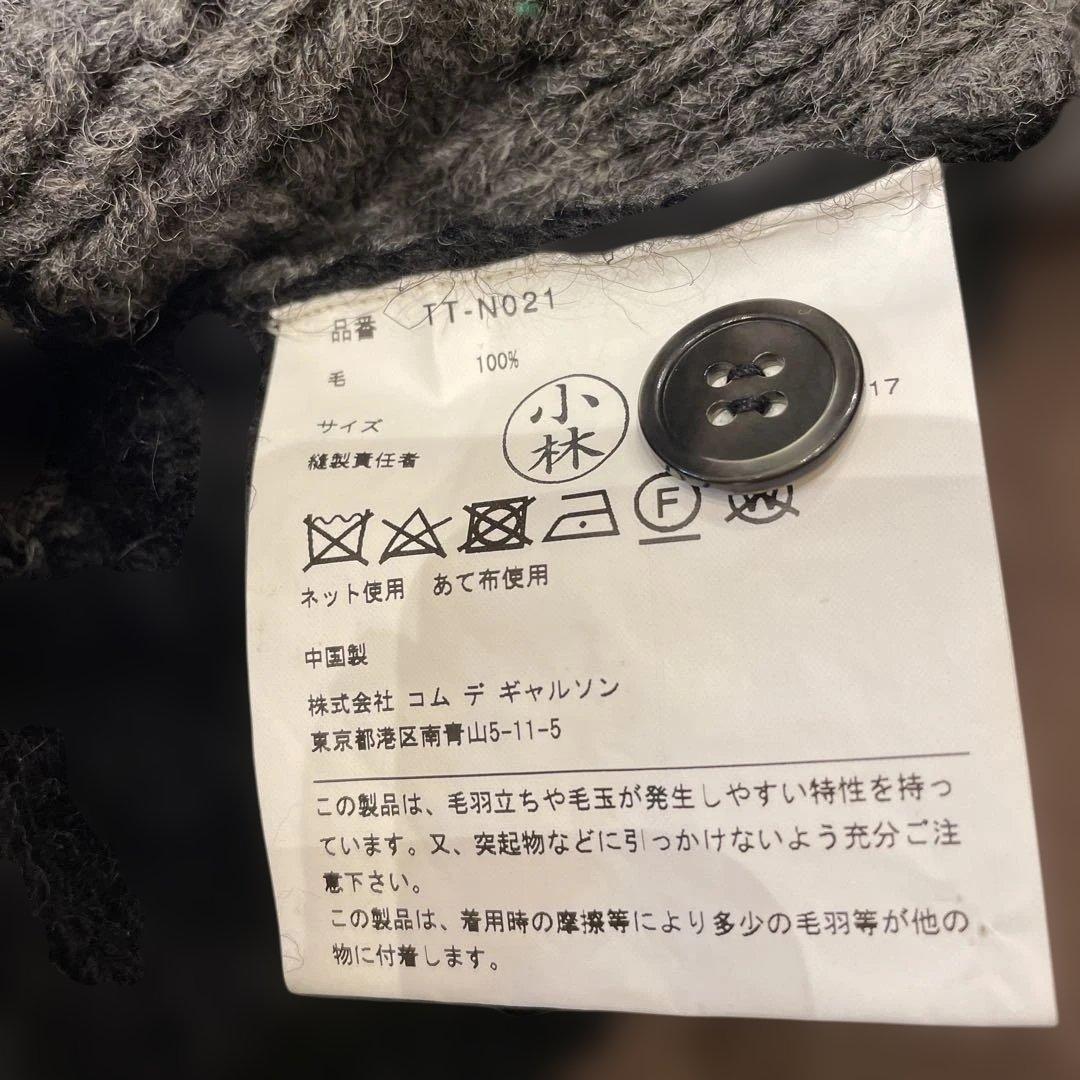 品番 TT-N021
毛 100%
サイズ
縫製責任者 小林 17
F W
ネット使用 あて布使用
中国製
株式会社 コム デ ギャルソン
東京都港区南青山5-11-5
この製品は、毛羽立ちや毛玉が発生しやすい特性を持っ
ています。又、突起物などに引っかけないよう充分ご注
意下さい。
この製品は、着用時の摩擦等により多少の毛羽等が他の
物に付着します。